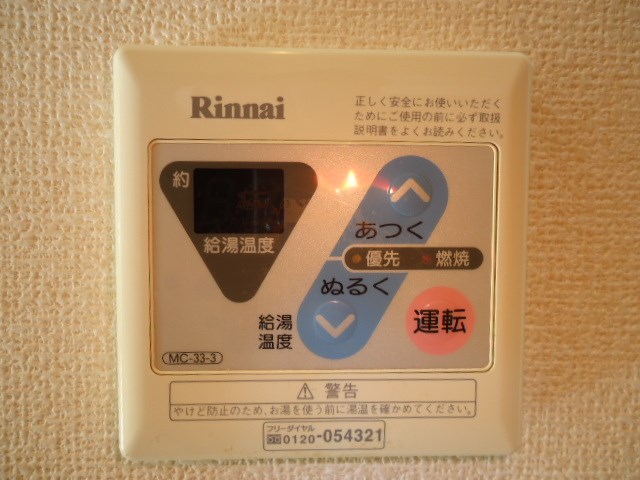 Rinnai
正しく安全にお使いいただく
ためにご使用の前に必ず取扱
説明書をよくお読みください。
約
給湯温度
あつく
優先 燃焼
ぬるく
給湯
温度
運転
MC-33-3
警告
やけど防止のため、お湯を使う前に湯温を確かめてください。
フリーダイヤル
0120-054321